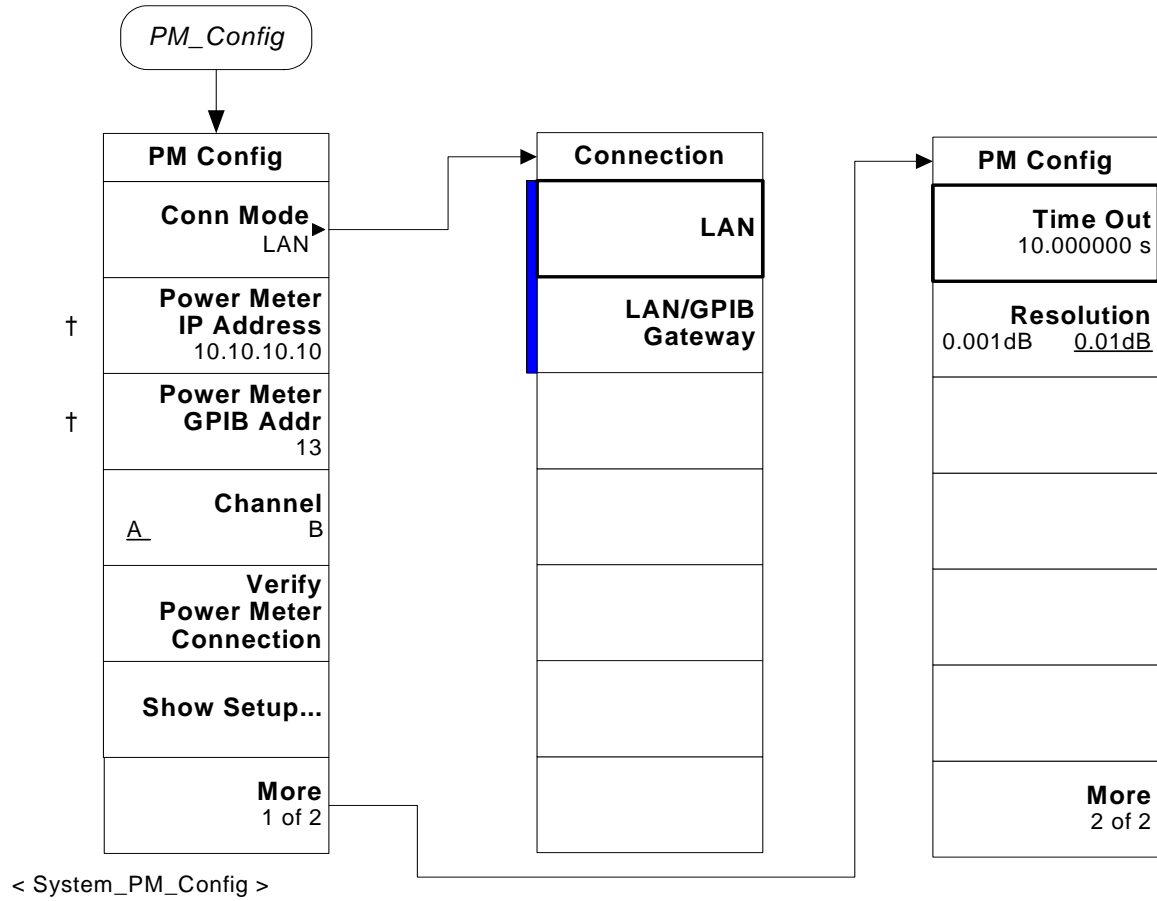 PM_Config
PM Config
Conn Mode
LAN
†
Power Meter
IP Address
10.10.10.10
†
Power Meter
GPIB Addr
13
Channel
A B
Verify
Power Meter
Connection
Show Setup...
More
1 of 2
Connection
LAN
LAN/GPIB
Gateway
PM Config
Time Out
10.000000 s
Resolution
0.001dB 0.01dB
More
2 of 2
< System_PM_Config >